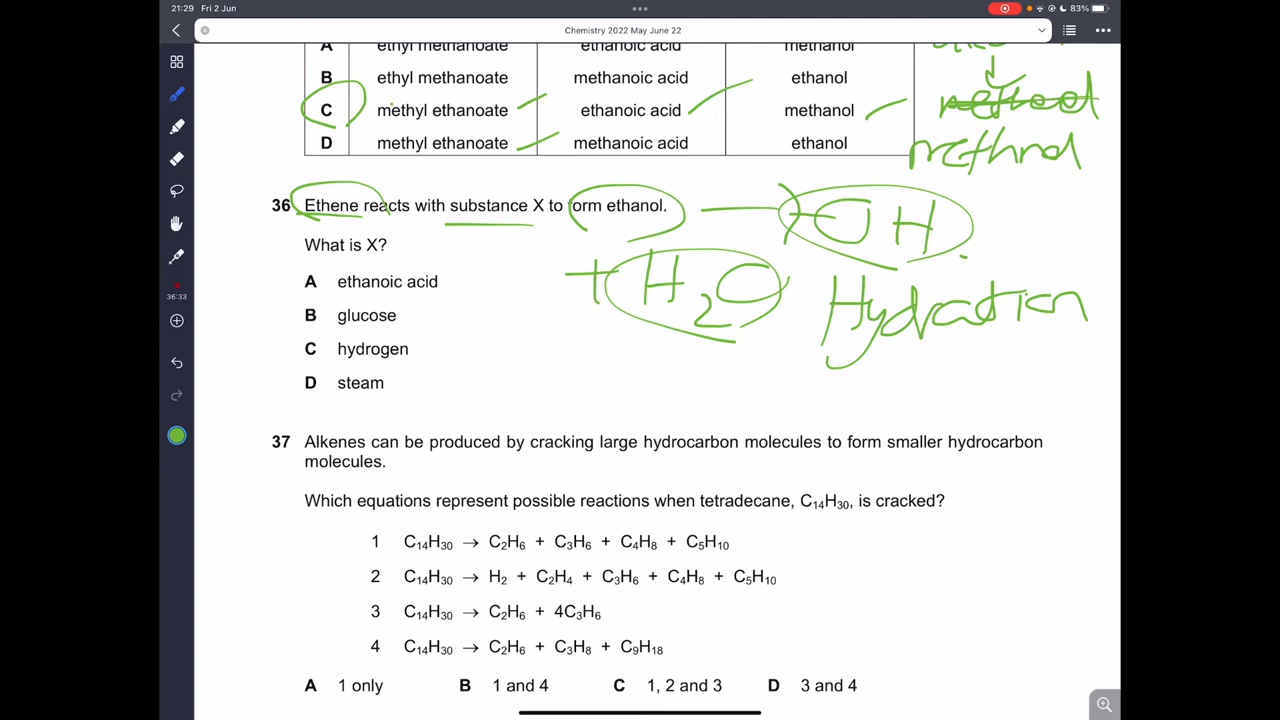 21:29 Fri 2 Jun
83%
Chemistry 2022 May June 22
A ethyl methanoate ethanoic acid methanol
B ethyl methanoate methanoic acid ethanol
C methyl ethanoate ethanoic acid methanol
D methyl ethanoate methanoic acid ethanol
methnol
36 Ethene reacts with substance X to form ethanol.
OH
What is X?
+ H2O
Hydration
A ethanoic acid
B glucose
C hydrogen
D steam
36:33
37 Alkenes can be produced by cracking large hydrocarbon molecules to form smaller hydrocarbon
molecules.
Which equations represent possible reactions when tetradecane, C₁₄H₃₀, is cracked?
1 C₁₄H₃₀ → C₂H₆ + C₃H₆ + C₄H₈ + C₅H₁₀
2 C₁₄H₃₀ → H₂ + C₂H₄ + C₃H₆ + C₄H₈ + C₅H₁₀
3 C₁₄H₃₀ → C₂H₆ + 4C₃H₆
4 C₁₄H₃₀ → C₂H₆ + C₃H₈ + C₉H₁₈
A 1 only B 1 and 4 C 1, 2 and 3 D 3 and 4